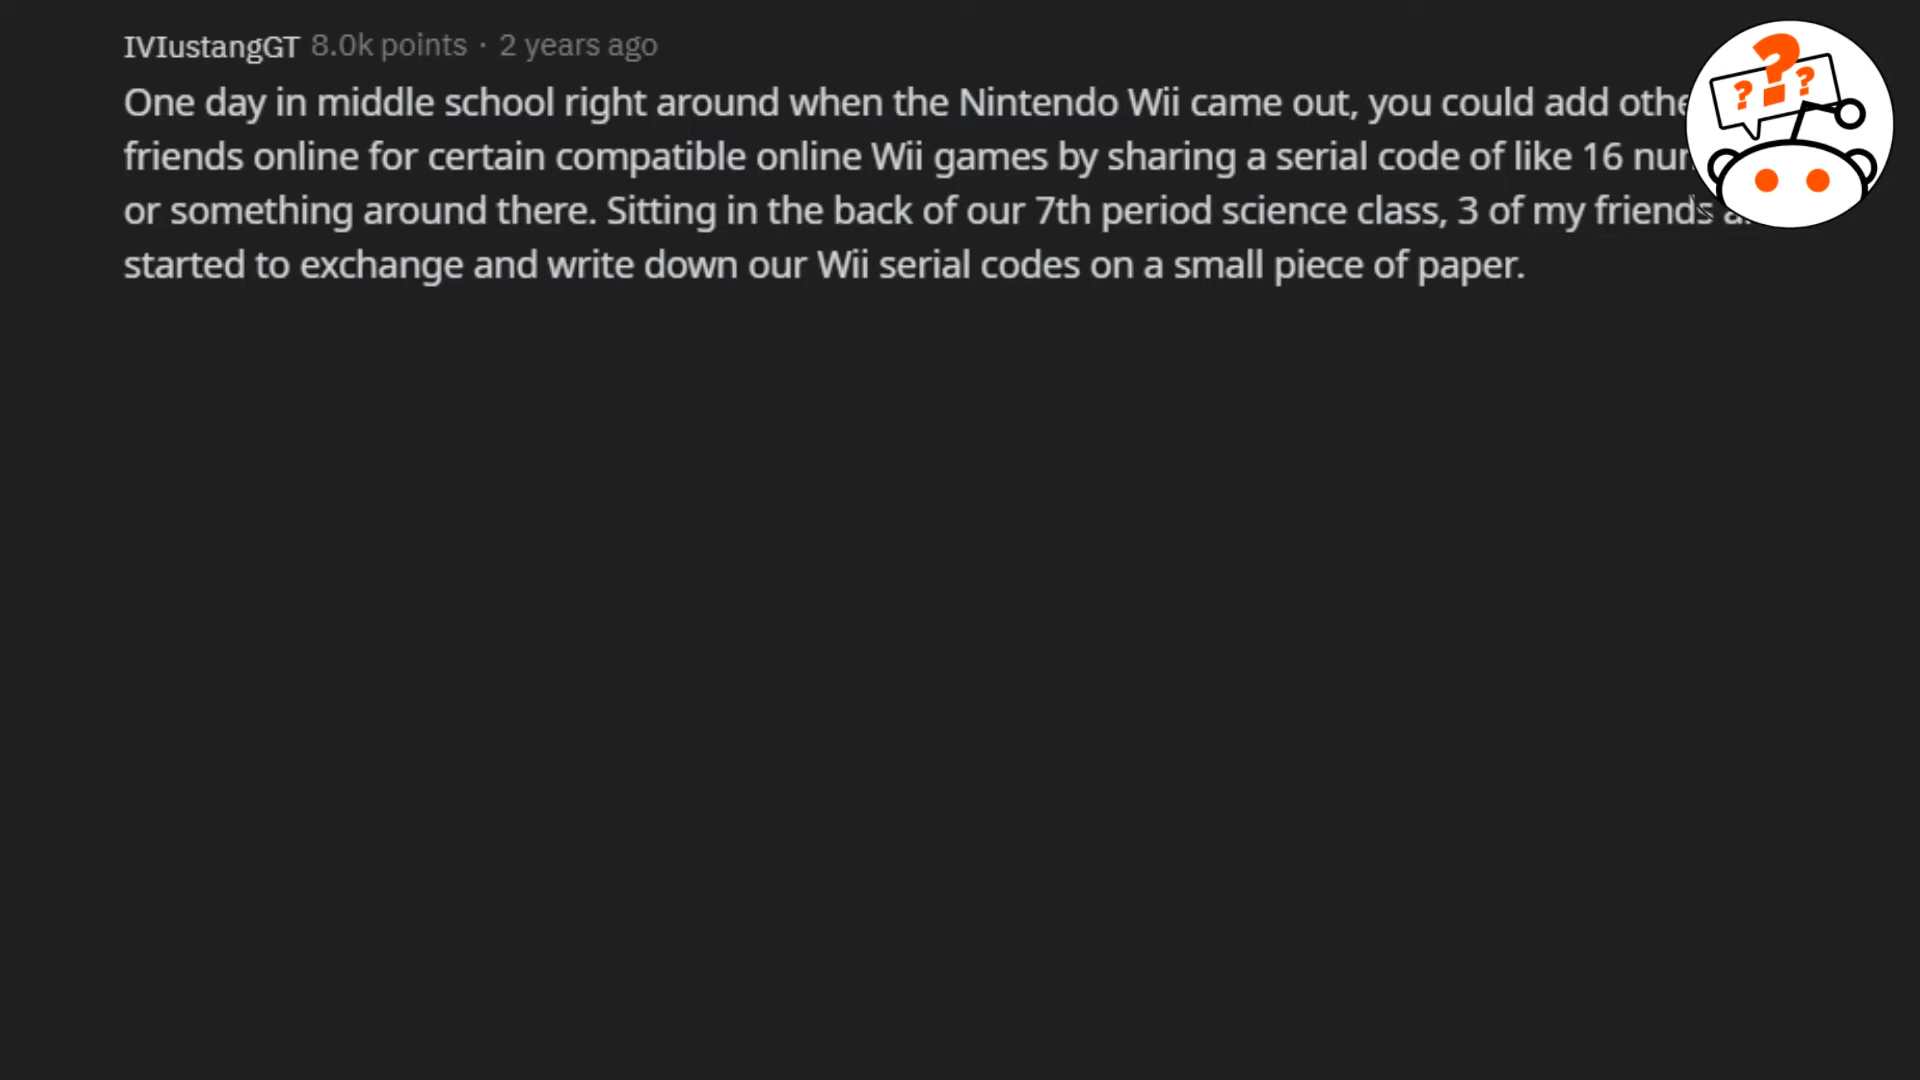 IVIustangGT 8.0k points · 2 years ago
One day in middle school right around when the Nintendo Wii came out, you could add
friends online for certain compatible online Wii games by sharing a serial code of like 16
or something around there. Sitting in the back of our 7th period science class, 3 of my friends
started to exchange and write down our Wii serial codes on a small piece of paper.
? ? ?